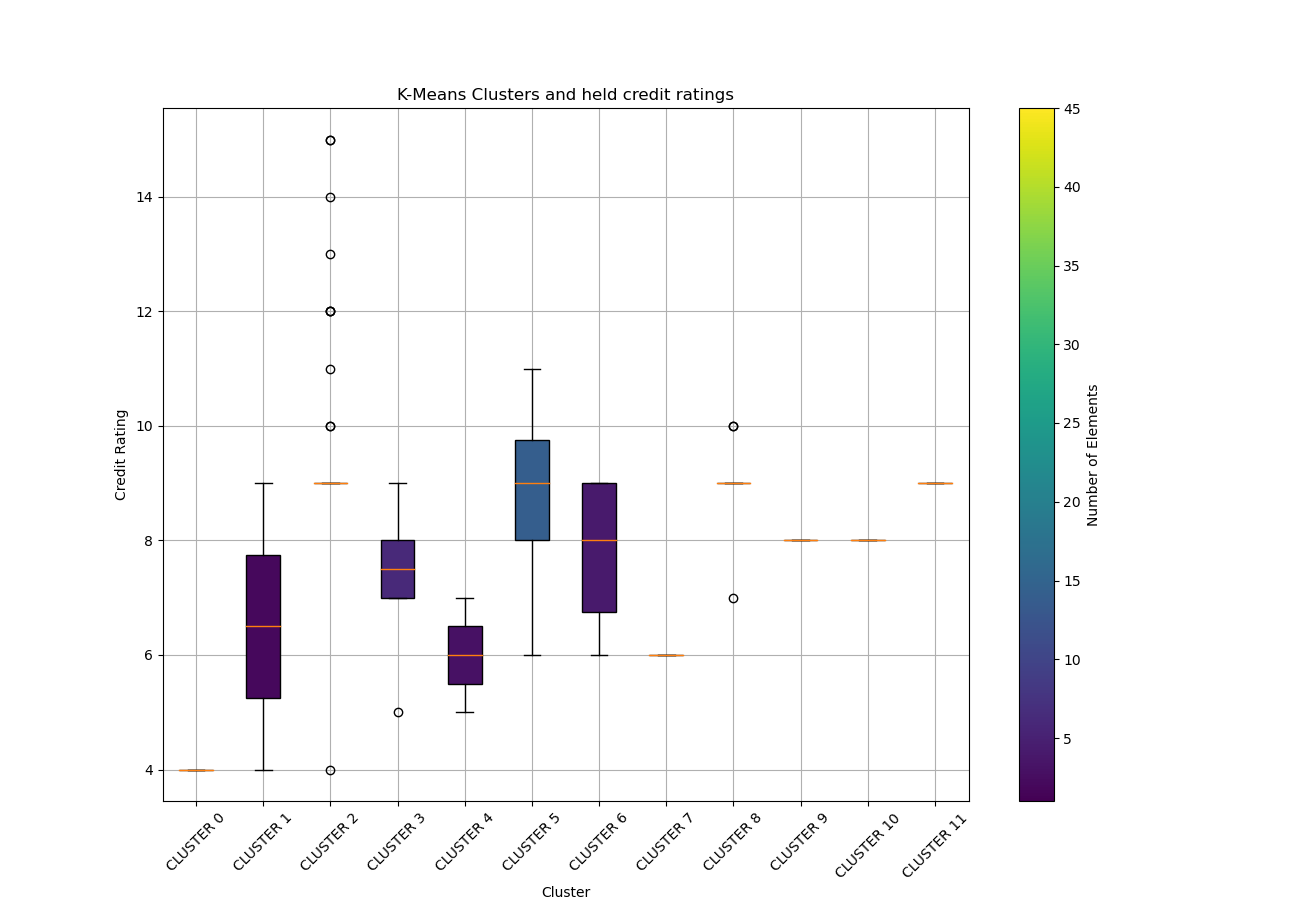 K-Means Clusters and held credit ratings
Credit Rating
14
12
10
8
6
4
CLUSTER 0
CLUSTER 1
CLUSTER 2
CLUSTER 3
CLUSTER 4
CLUSTER 5
CLUSTER 6
CLUSTER 7
CLUSTER 8
CLUSTER 9
CLUSTER 10
CLUSTER 11
Cluster
45
40
35
30
25
20
15
10
5
Number of Elements